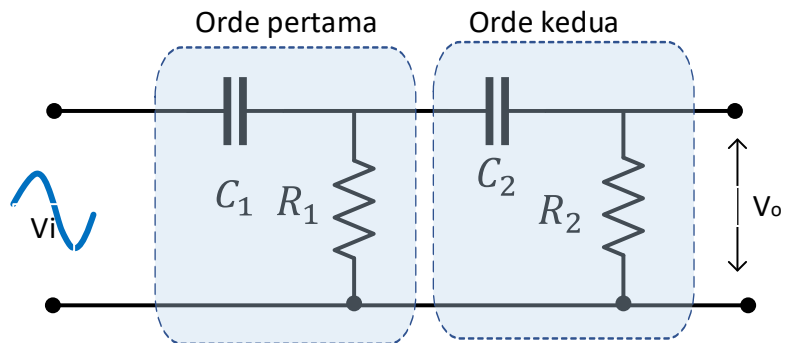 Orde pertama
Orde kedua
C₁
R₁
C₂
R₂
Vi
Vo